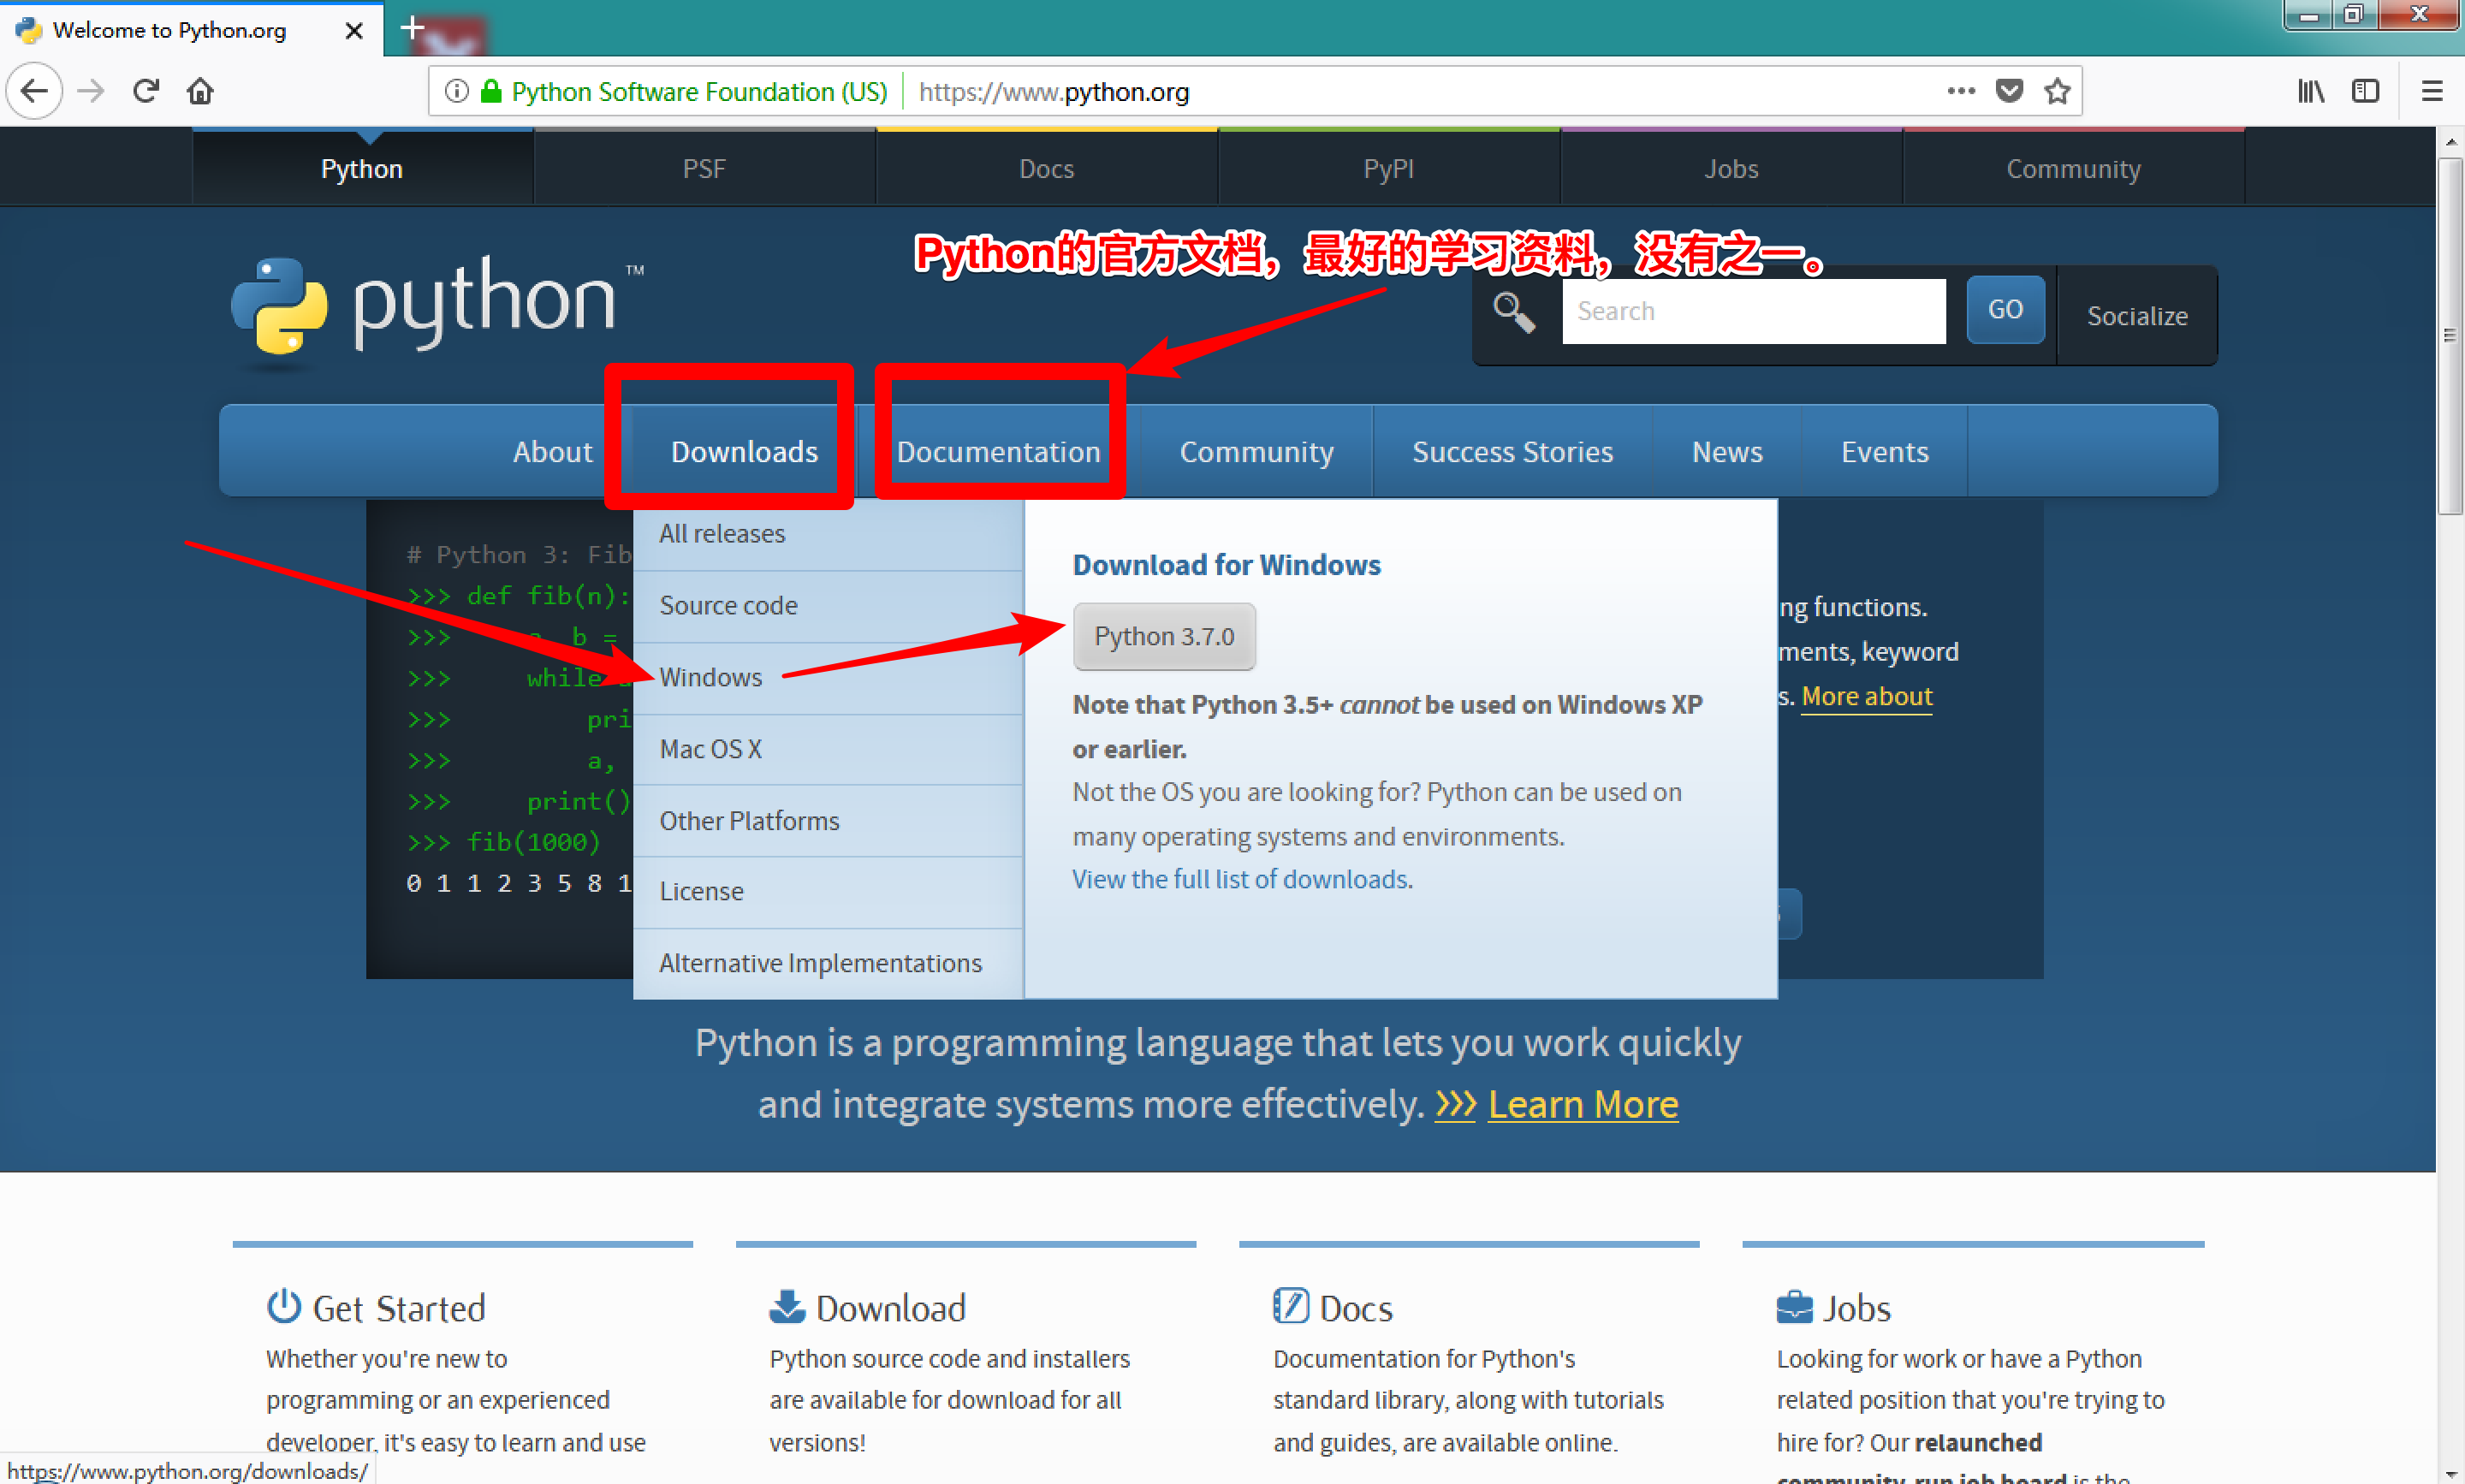 Welcome to Python.org
Python Software Foundation (US)
https://www.python.org
Python
PSF
Docs
PyPI
Jobs
Community
Python的官方文档，最好的学习资料，没有之一。
python™
Search
GO
Socialize
About
Downloads
Documentation
Community
Success Stories
News
Events
# Python 3: Fib
>>> def fib(n):
>>> a, b =
>>> while a
>>> pri
>>> a,
>>> print()
>>> fib(1000)
0 1 1 2 3 5 8 1
All releases
Source code
Windows
Mac OS X
Other Platforms
License
Alternative Implementations
Download for Windows
Python 3.7.0
Note that Python 3.5+ cannot be used on Windows XP
or earlier.
Not the OS you are looking for? Python can be used on
many operating systems and environments.
View the full list of downloads.
ng functions.
ments, keyword
s. More about
Python is a programming language that lets you work quickly
and integrate systems more effectively. >>> Learn More
Get Started
Whether you're new to
programming or an experienced
developer, it's easy to learn and use
Download
Python source code and installers
are available for download for all
versions!
Docs
Documentation for Python's
standard library, along with tutorials
and guides, are available online.
Jobs
Looking for work or have a Python
related position that you're trying to
hire for? Our relaunched
community-run job board is the
https://www.python.org/downloads/